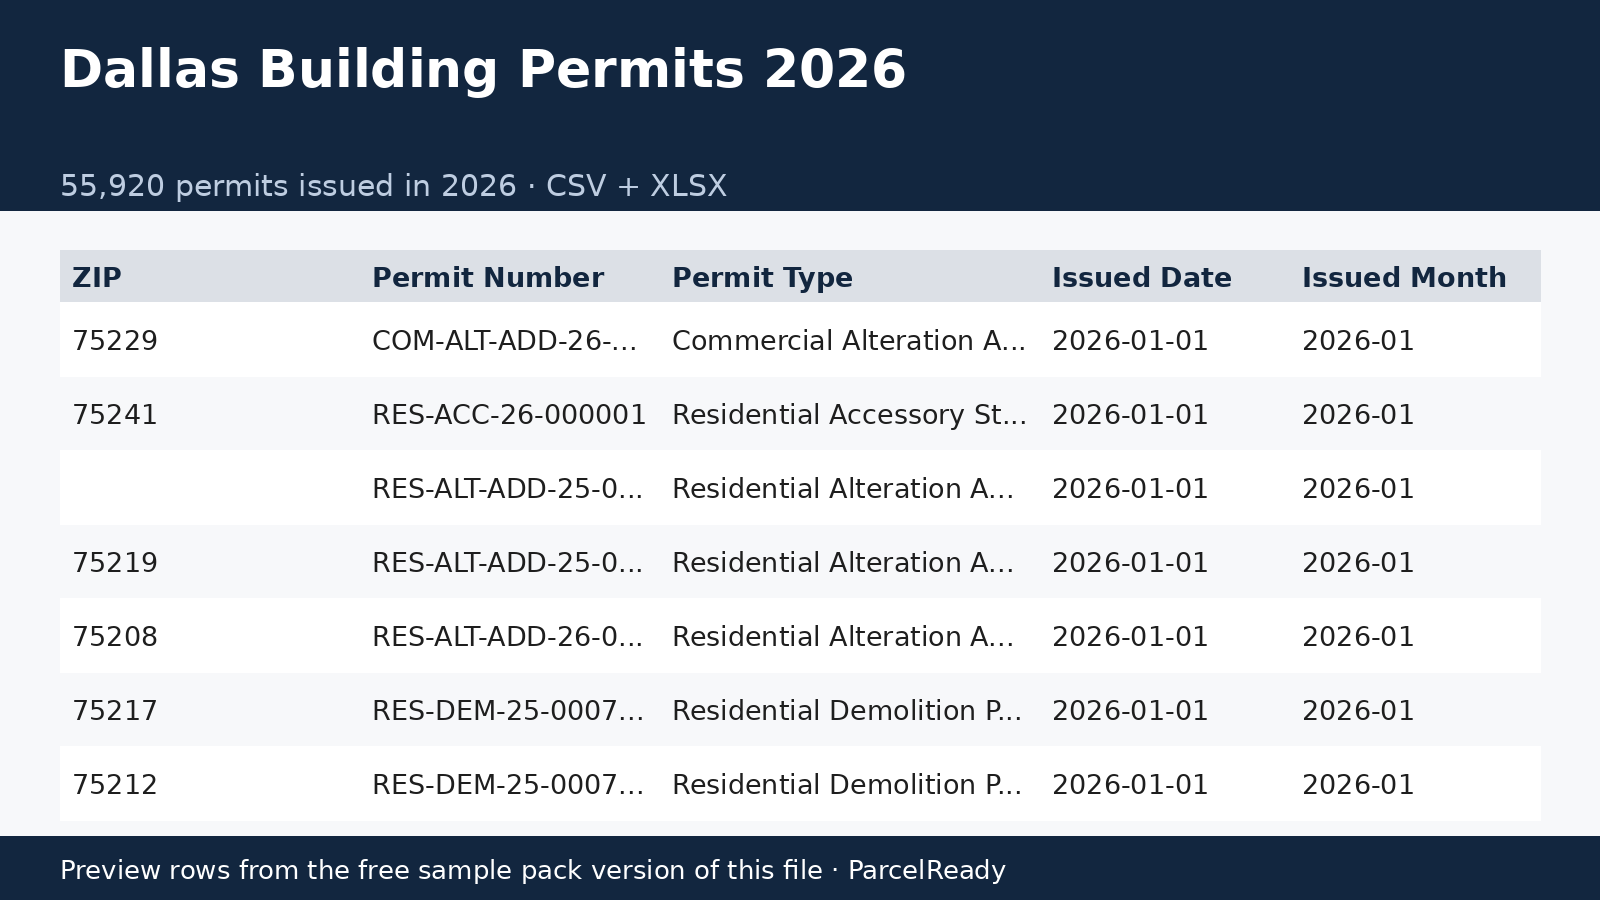 Dallas Building Permits 2026
55,920 permits issued in 2026 · CSV + XLSX
ZIP Permit Number Permit Type Issued Date Issued Month
75229 COM-ALT-ADD-26-... Commercial Alteration A... 2026-01-01 2026-01
75241 RES-ACC-26-000001 Residential Accessory St... 2026-01-01 2026-01
RES-ALT-ADD-25-0... Residential Alteration A... 2026-01-01 2026-01
75219 RES-ALT-ADD-25-0... Residential Alteration A... 2026-01-01 2026-01
75208 RES-ALT-ADD-26-0... Residential Alteration A... 2026-01-01 2026-01
75217 RES-DEM-25-0007... Residential Demolition P... 2026-01-01 2026-01
75212 RES-DEM-25-0007... Residential Demolition P... 2026-01-01 2026-01
Preview rows from the free sample pack version of this file · ParcelReady